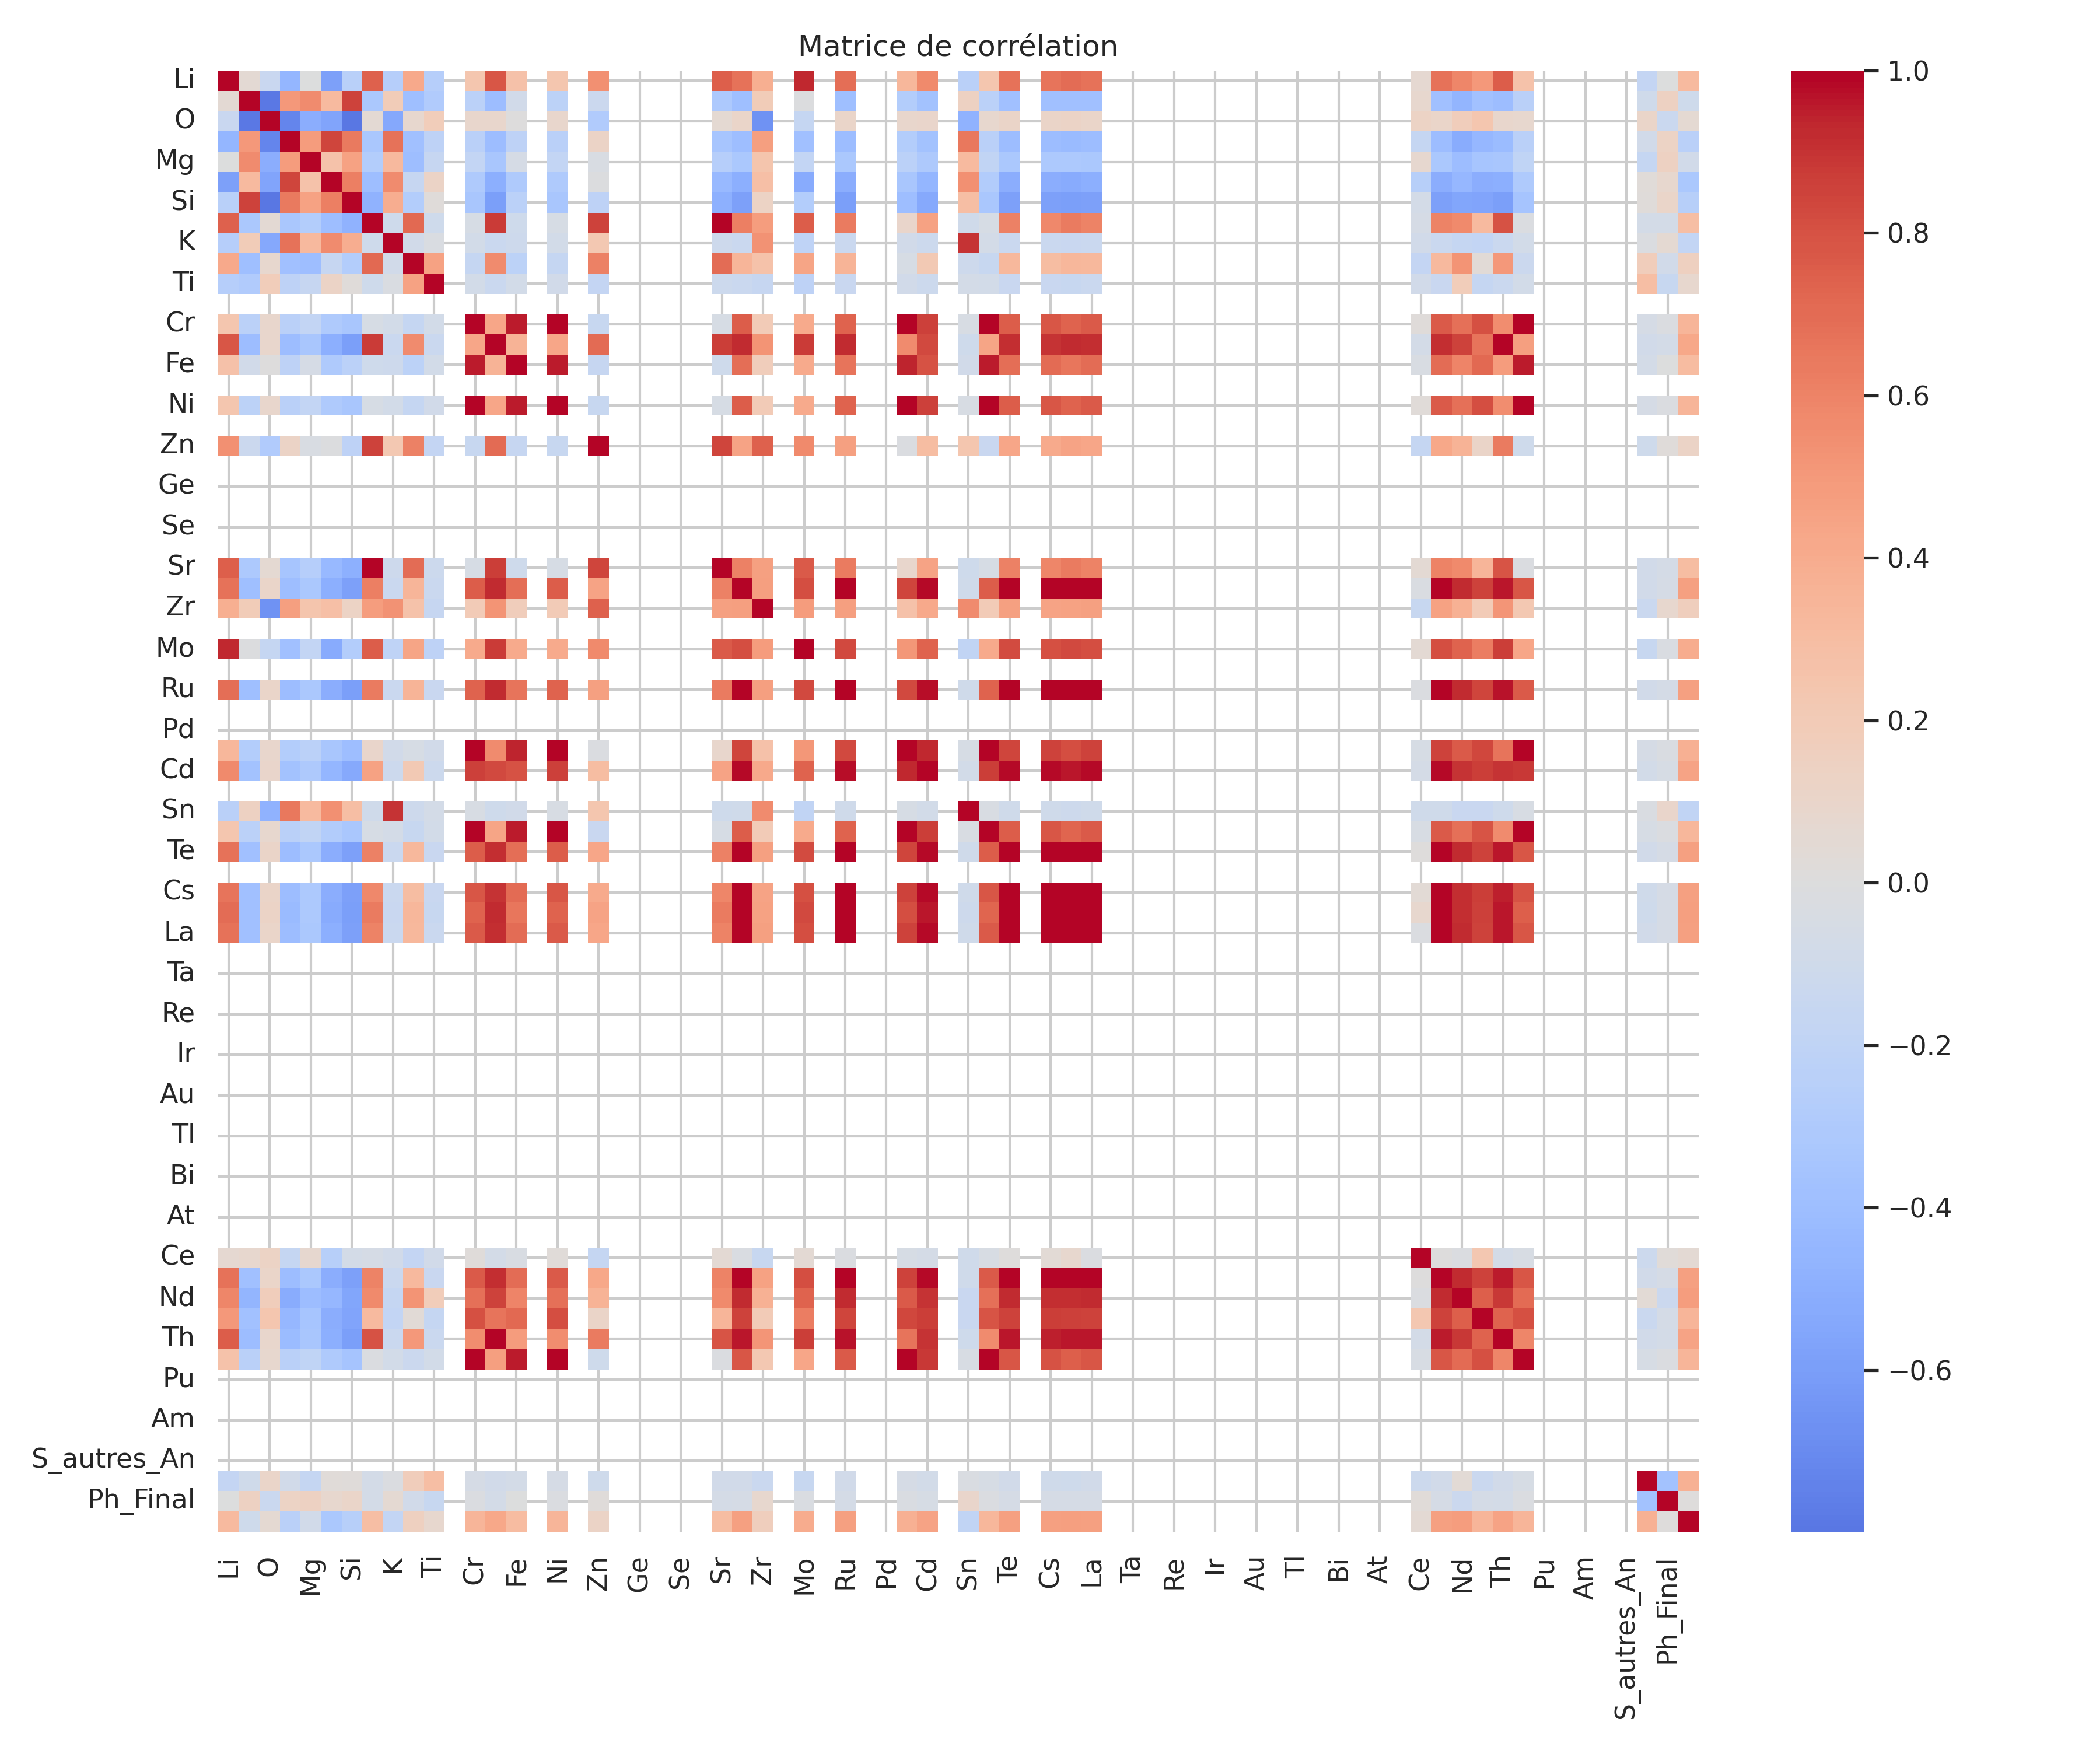 Matrice de corrélation
Li
O
Mg
Si
K
Ti
Cr
Fe
Ni
Zn
Ge
Se
Sr
Zr
Mo
Ru
Pd
Cd
Sn
Te
Cs
La
Ta
Re
Ir
Au
Tl
Bi
At
Ce
Nd
Th
Pu
Am
S_autres_An
Ph_Final
Li
O
Mg
Si
K
Ti
Cr
Fe
Ni
Zn
Ge
Se
Sr
Zr
Mo
Ru
Pd
Cd
Sn
Te
Cs
La
Ta
Re
Ir
Au
Tl
Bi
At
Ce
Nd
Th
Pu
Am
S_autres_An
Ph_Final
1.0
0.8
0.6
0.4
0.2
0.0
−0.2
−0.4
−0.6